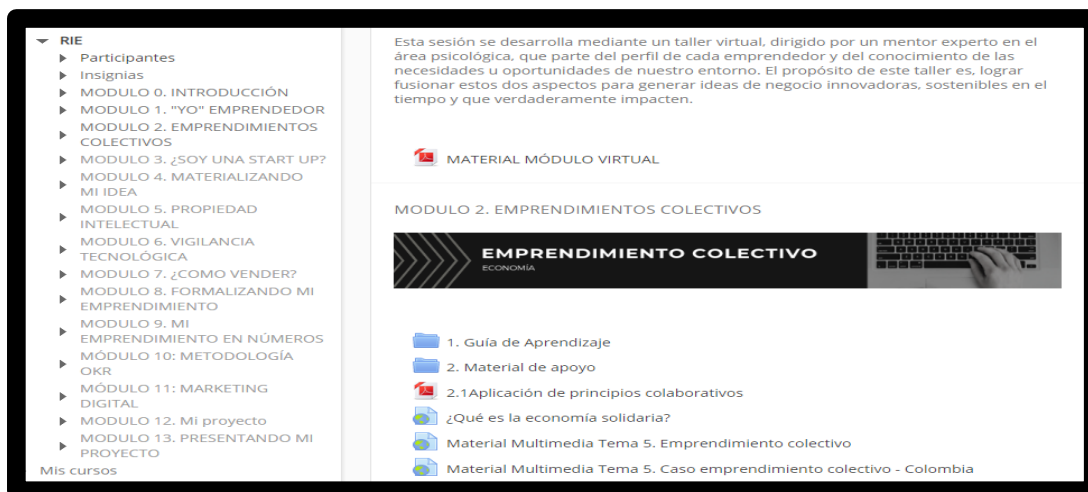 RIE
Participantes
Insignias
MODULO 0. INTRODUCCIÓN
MODULO 1. "YO" EMPRENDEDOR
MODULO 2. EMPRENDIMIENTOS
COLECTIVOS
MODULO 3. ¿SOY UNA START UP?
MODULO 4. MATERIALIZANDO
MI IDEA
MODULO 5. PROPIEDAD
INTELECTUAL
MODULO 6. VIGILANCIA
TECNOLÓGICA
MODULO 7. ¿COMO VENDER?
MODULO 8. FORMALIZANDO MI
EMPRENDIMIENTO
MODULO 9. MI
EMPRENDIMIENTO EN NÚMEROS
MÓDULO 10: METODOLOGÍA
OKR
MÓDULO 11: MARKETING
DIGITAL
MODULO 12. Mi proyecto
MODULO 13. PRESENTANDO MI
PROYECTO
Mis cursos
Esta sesión se desarrolla mediante un taller virtual, dirigido por un mentor experto en el
área psicológica, que parte del perfil de cada emprendedor y del conocimiento de las
necesidades u oportunidades de nuestro entorno. El propósito de este taller es, lograr
fusionar estos dos aspectos para generar ideas de negocio innovadoras, sostenibles en el
tiempo y que verdaderamente impacten.
MATERIAL MÓDULO VIRTUAL
MODULO 2. EMPRENDIMIENTOS COLECTIVOS
EMPRENDIMIENTO COLECTIVO
ECONOMÍA
1. Guía de Aprendizaje
2. Material de apoyo
2.1Aplicación de principios colaborativos
¿Qué es la economía solidaria?
Material Multimedia Tema 5. Emprendimiento colectivo
Material Multimedia Tema 5. Caso emprendimiento colectivo - Colombia